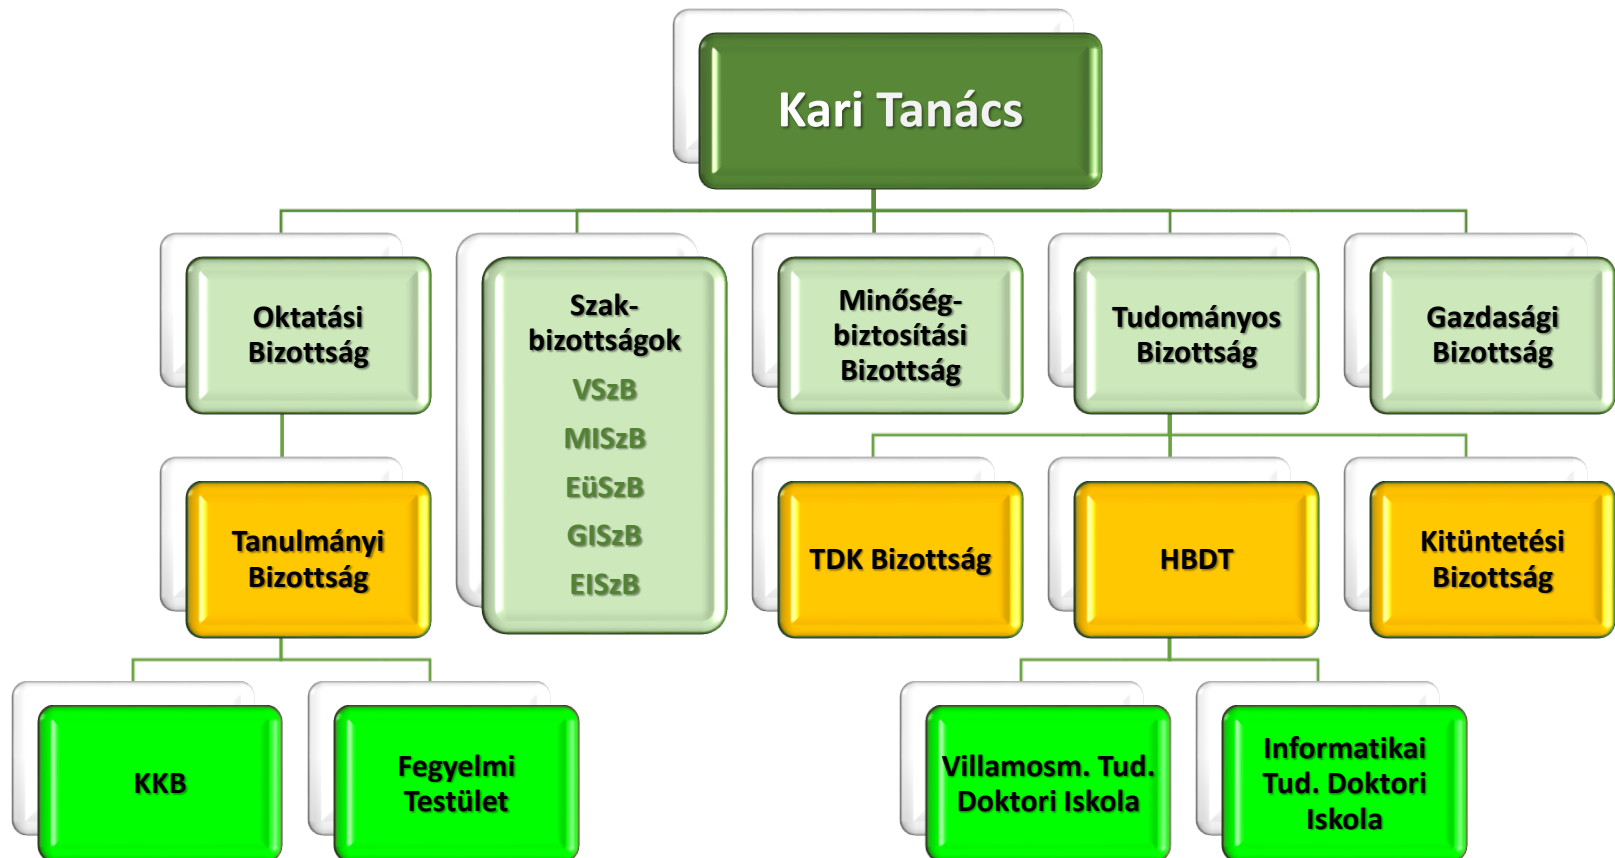 Kari Tanács
Oktatási
Bizottság
Szak-
bizottságok
VSzB
MISzB
EüSzB
GISzB
EISzB
Minőség-
biztosítási
Bizottság
Tudományos
Bizottság
Gazdasági
Bizottság
Tanulmányi
Bizottság
TDK Bizottság
HBDT
Kitüntetési
Bizottság
KKB
Fegyelmi
Testület
Villamosm. Tud.
Doktori Iskola
Informatikai
Tud. Doktori
Iskola